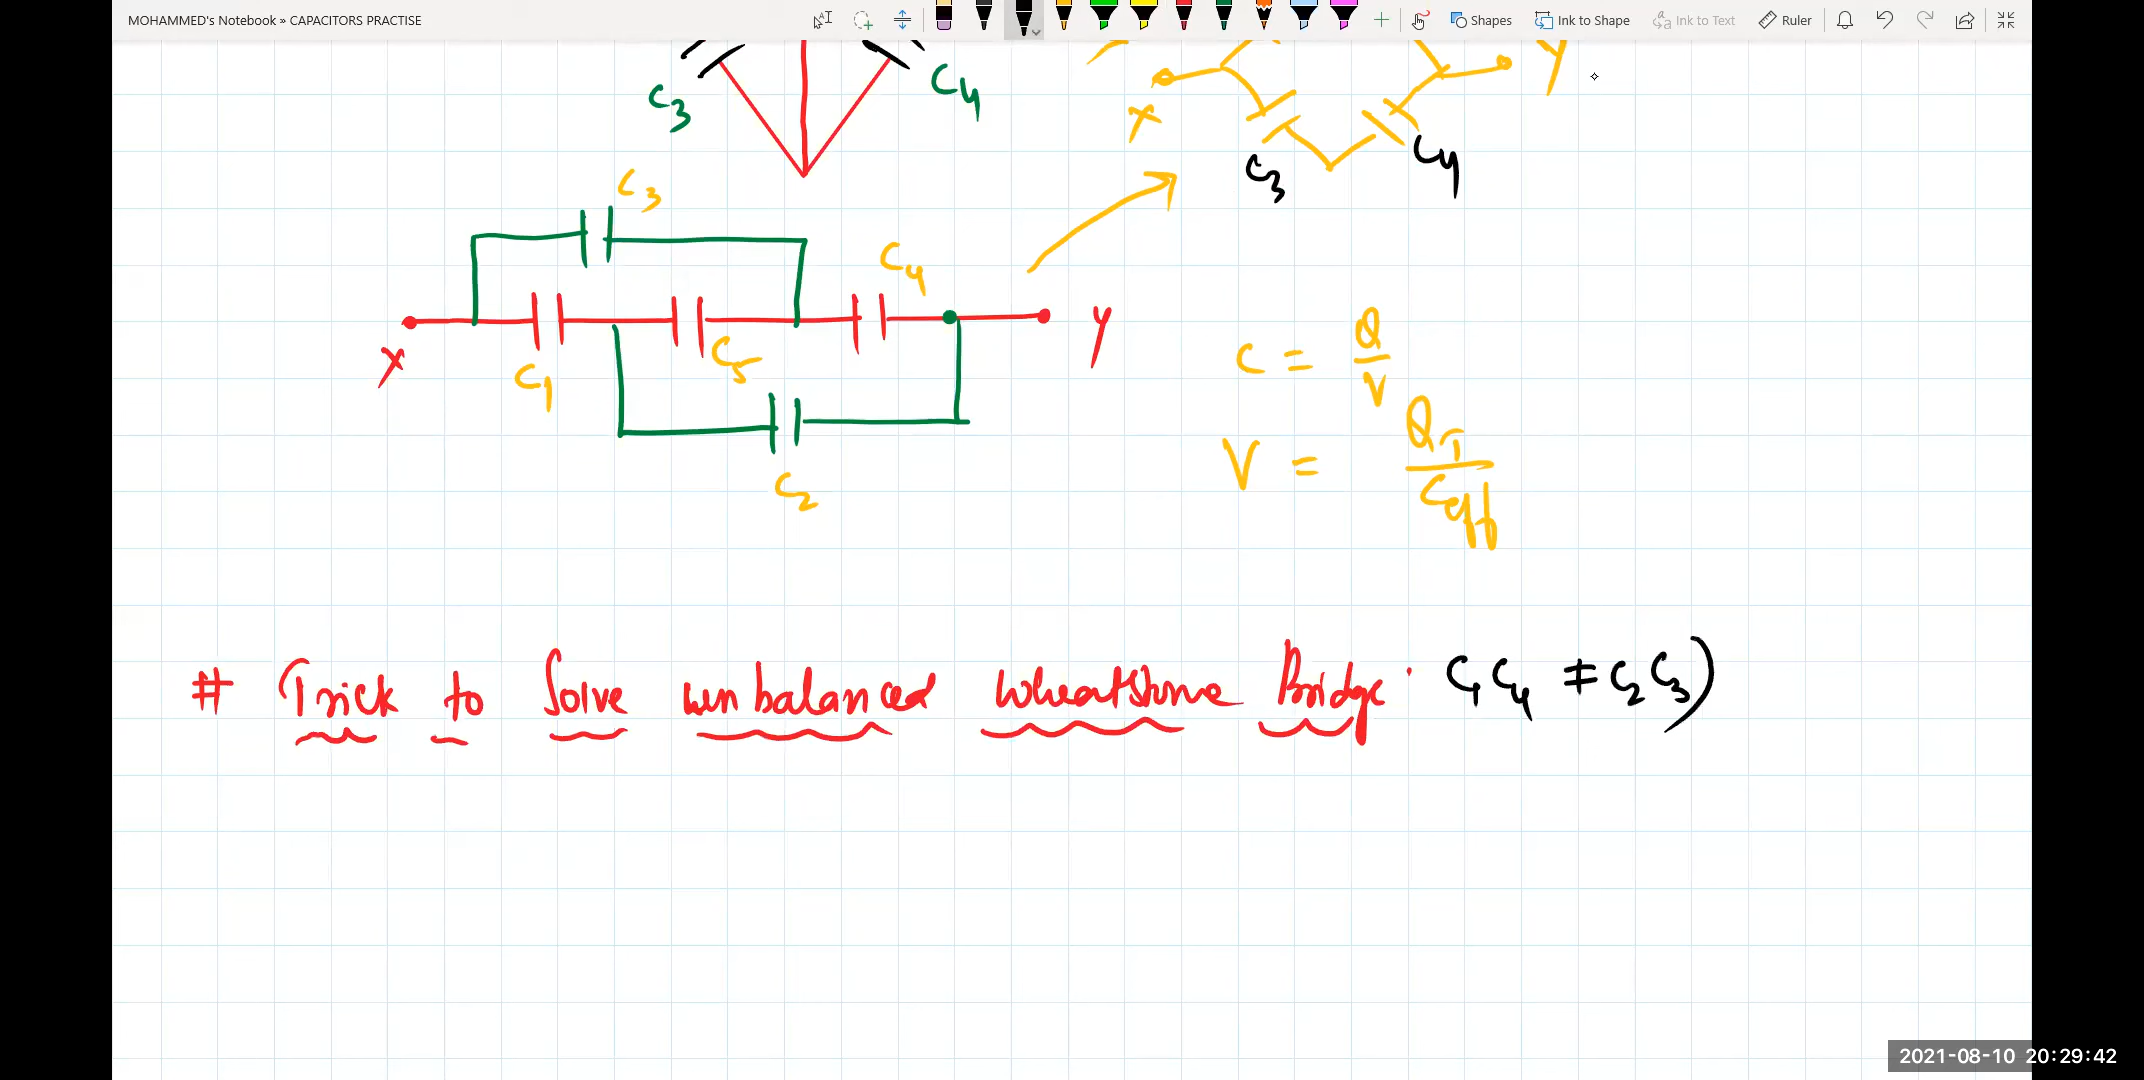 MOHAMMED's Notebook » CAPACITORS PRACTISE
Shapes Ink to Shape Ink to Text Ruler
C3 C4
X Y
C3 C4
C3
C4
X Y
C1 C5
C2
C = Q/V
V = QT/Ceff
# Trick to Solve unbalanced Wheatstone Bridge. C1C4 ≠ C2C3)
2021-08-10 20:29:42